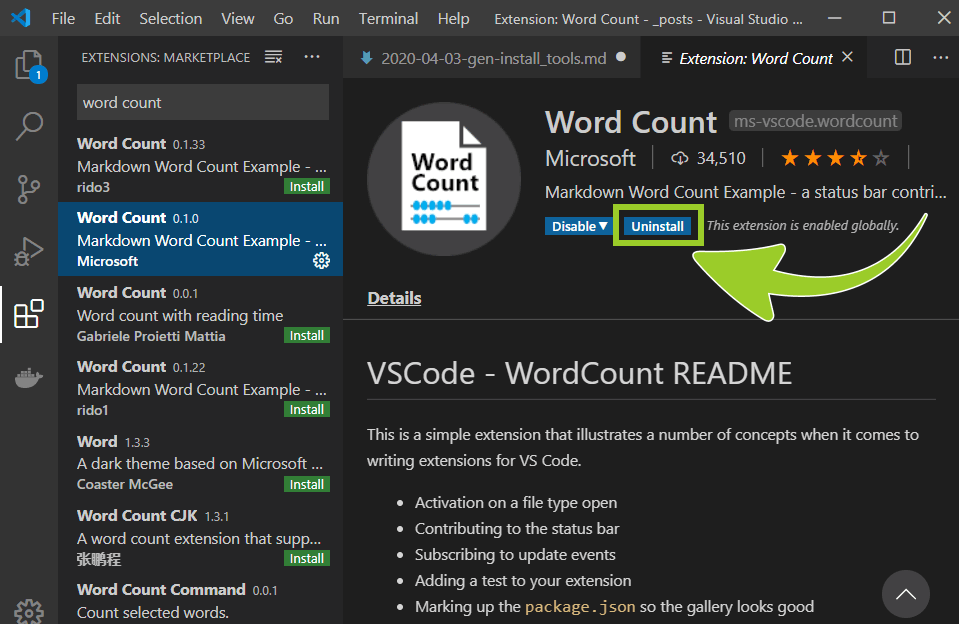 File Edit Selection View Go Run Terminal Help Extension: Word Count - _posts - Visual Studio ...
1
EXTENSIONS: MARKETPLACE
word count
Word Count 0.1.33
Markdown Word Count Example - ...
rido3 Install
Word Count 0.1.0
Markdown Word Count Example - ...
Microsoft
Word Count 0.0.1
Word count with reading time
Gabriele Proietti Mattia Install
Word Count 0.1.22
Markdown Word Count Example - ...
rido1 Install
Word 1.3.3
A dark theme based on Microsoft ...
Coaster McGee Install
Word Count CJK 1.3.1
A word count extension that supp...
张鹏程 Install
Word Count Command 0.0.1
Count selected words.
2020-04-03-gen-install_tools.md
Extension: Word Count
Word
Count
Word Count ms-vscode.wordcount
Microsoft 34,510
Markdown Word Count Example - a status bar contri...
Disable Uninstall This extension is enabled globally.
Details
VSCode - WordCount README
This is a simple extension that illustrates a number of concepts when it comes to
writing extensions for VS Code.
• Activation on a file type open
• Contributing to the status bar
• Subscribing to update events
• Adding a test to your extension
• Marking up the package.json so the gallery looks good